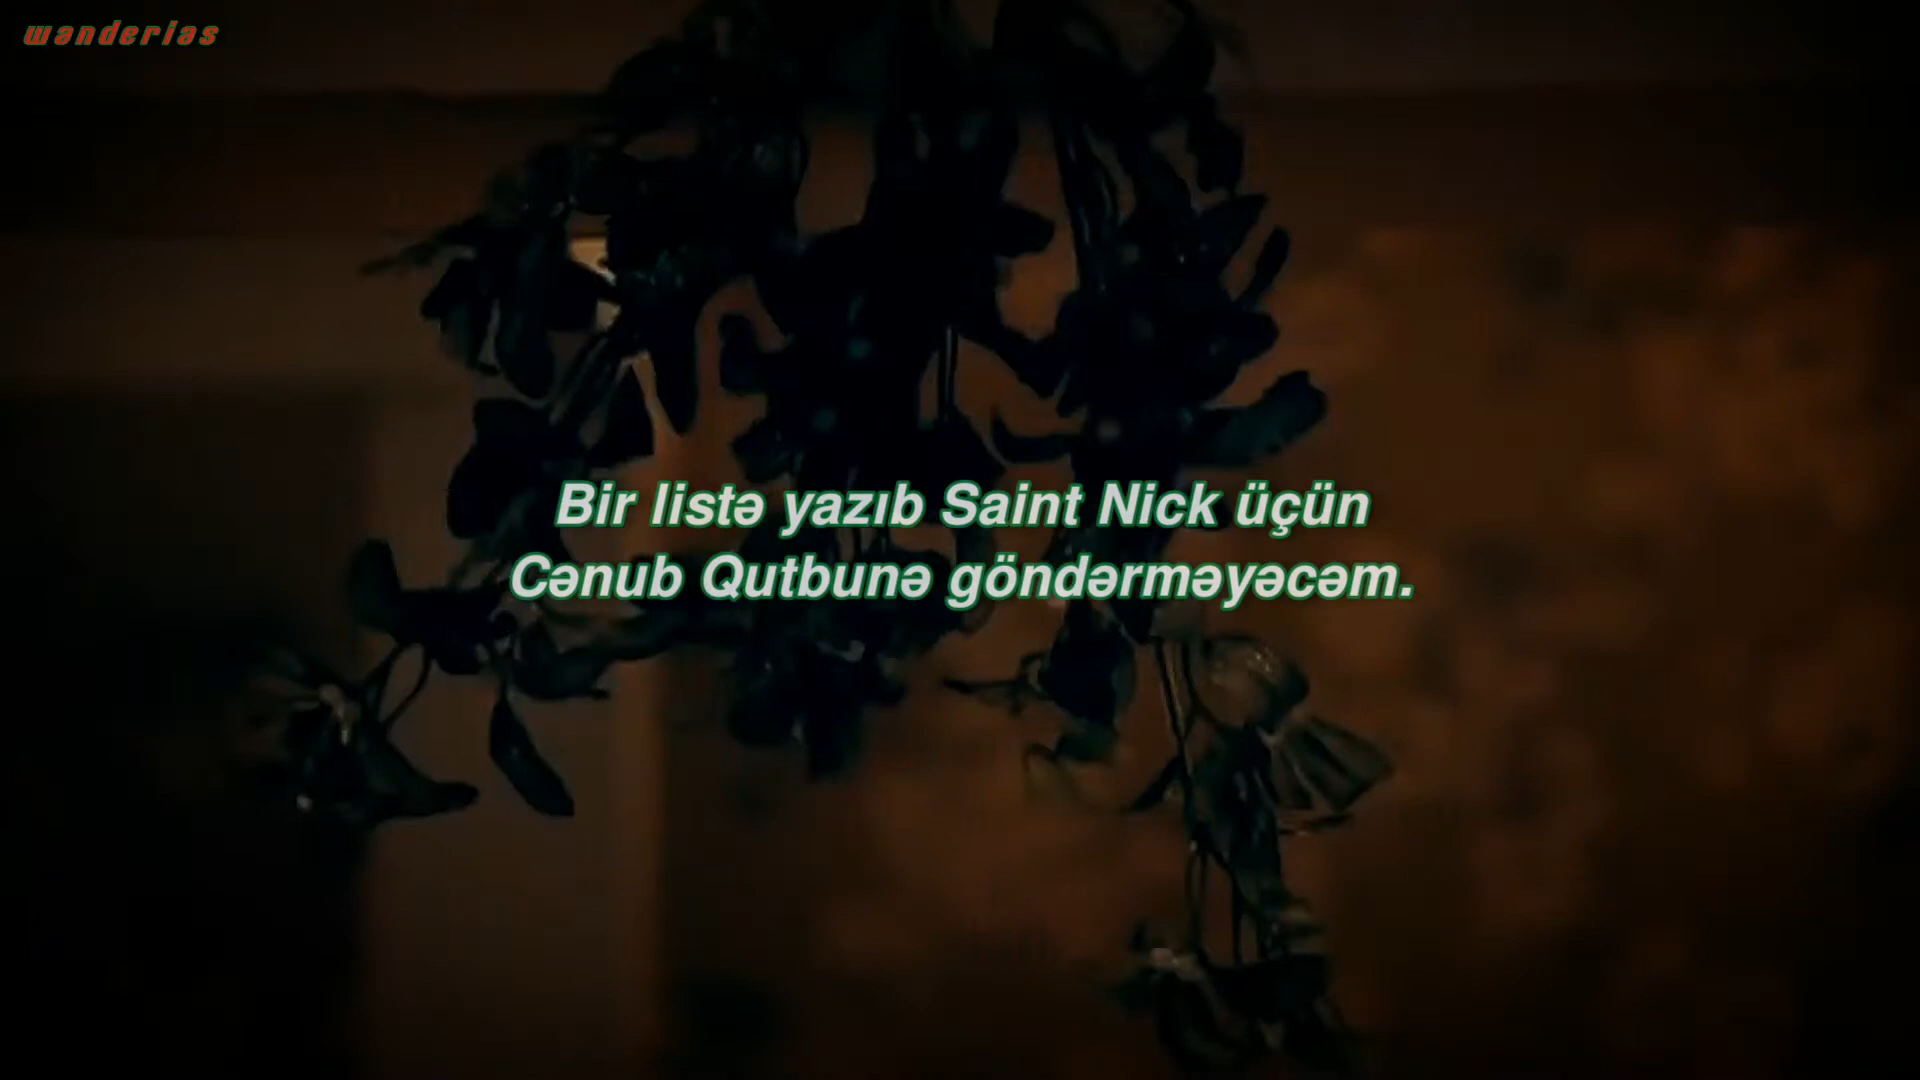 wanderias
Bir listə yazıb Saint Nick üçün
Cənub Qutbunə göndərməyəcəm.